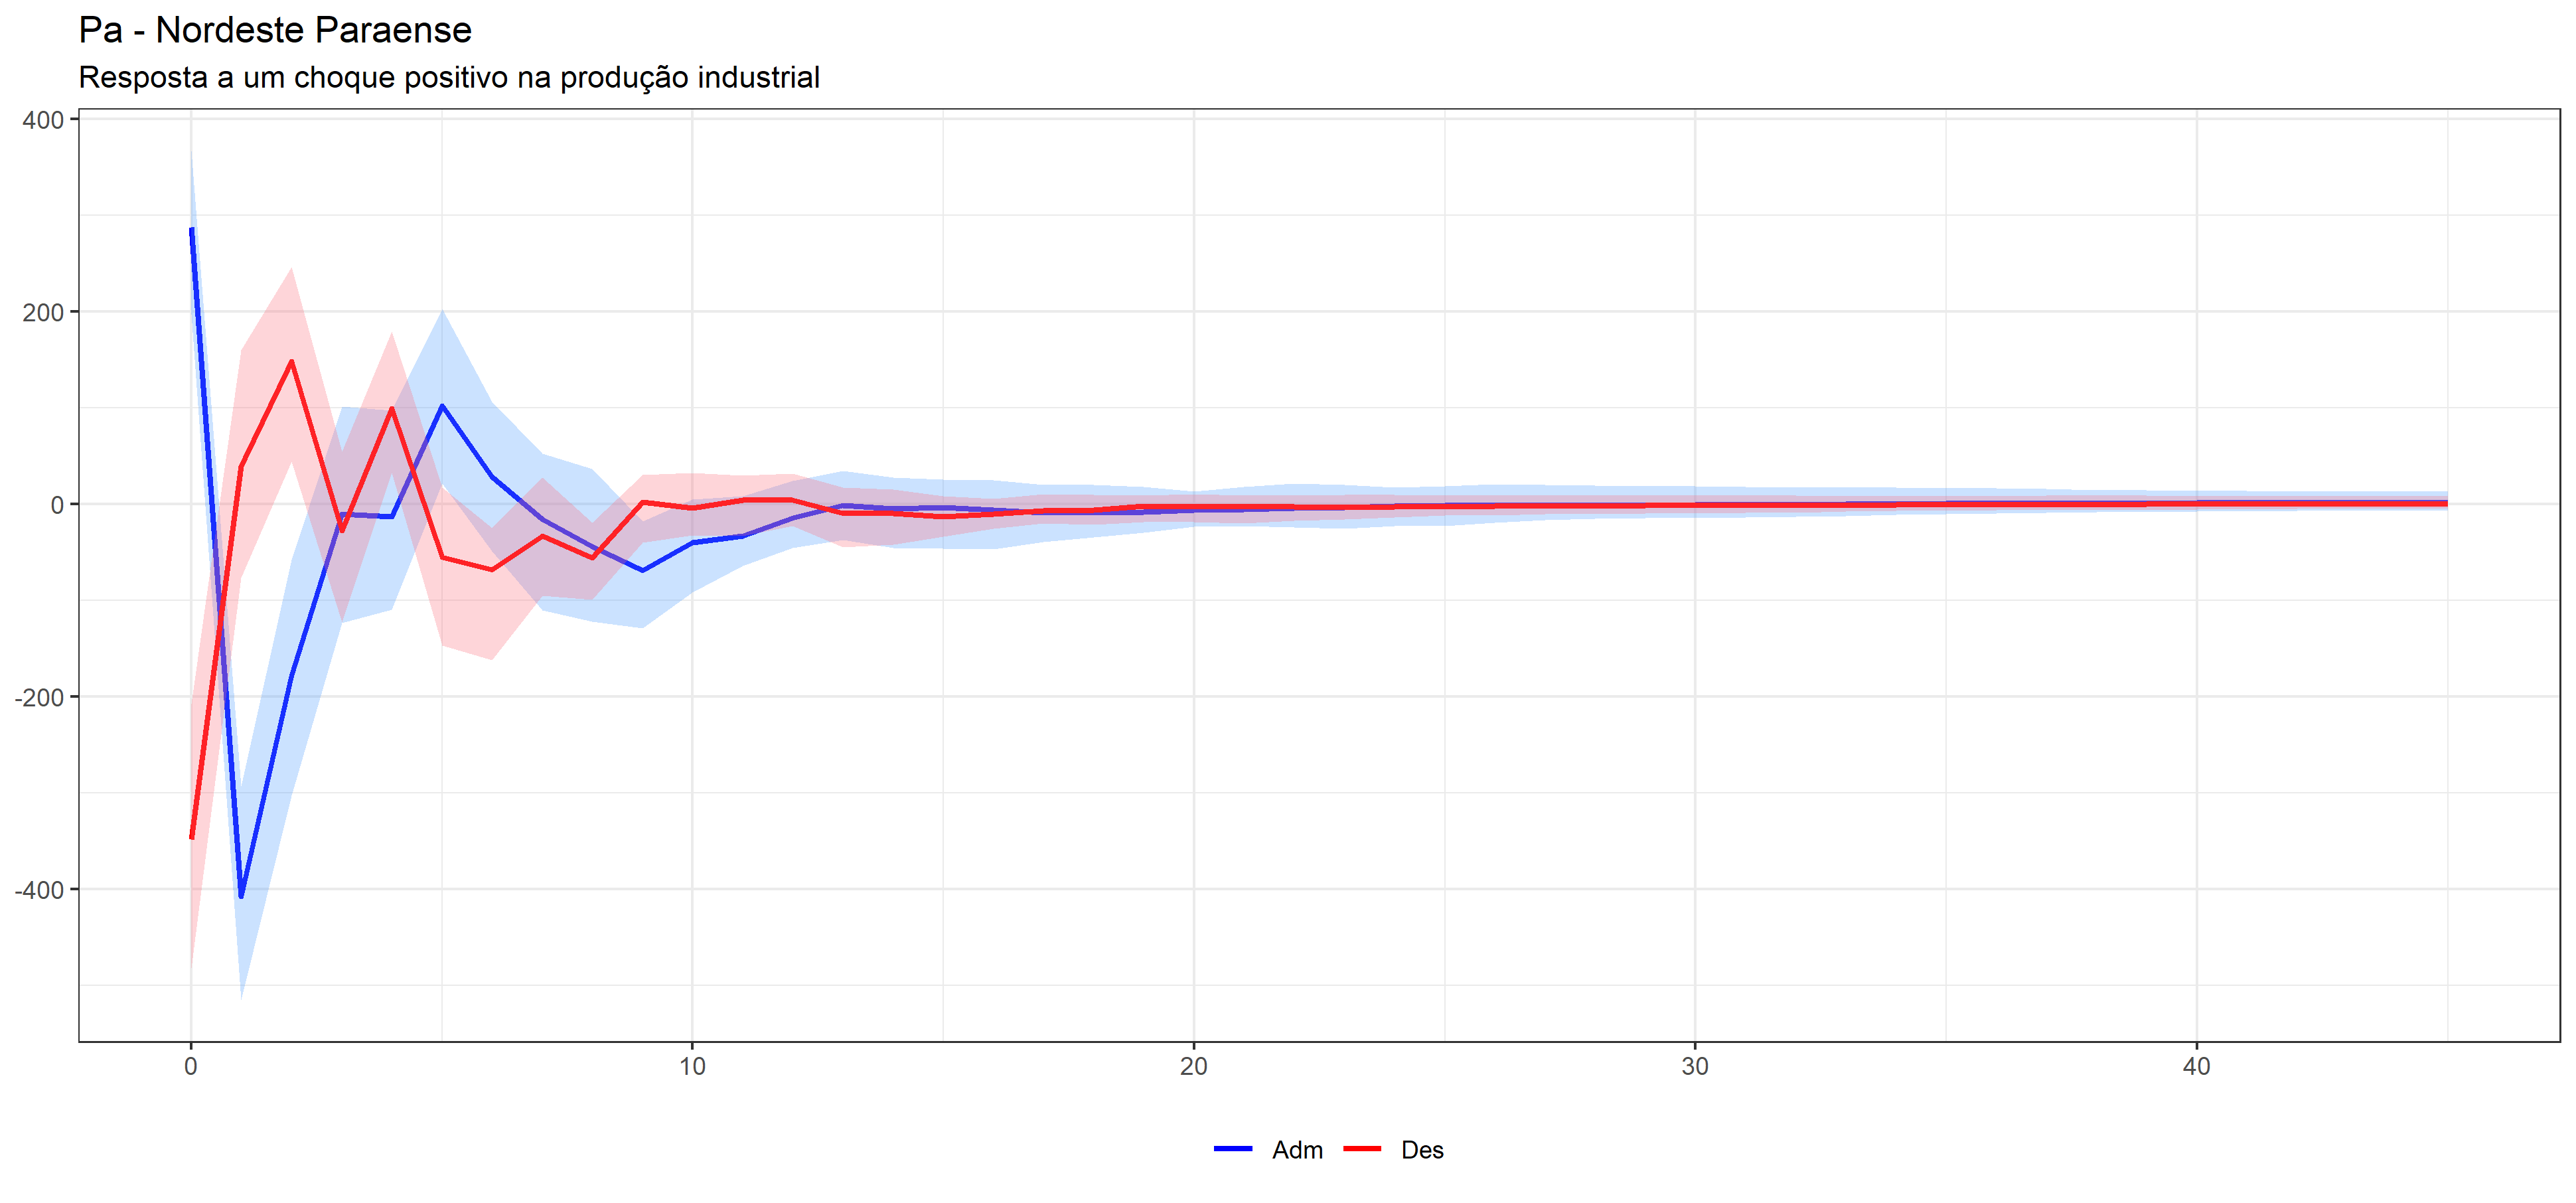 Pa - Nordeste Paraense
Resposta a um choque positivo na produção industrial
400
200
0
-200
-400
0 10 20 30 40
Adm Des